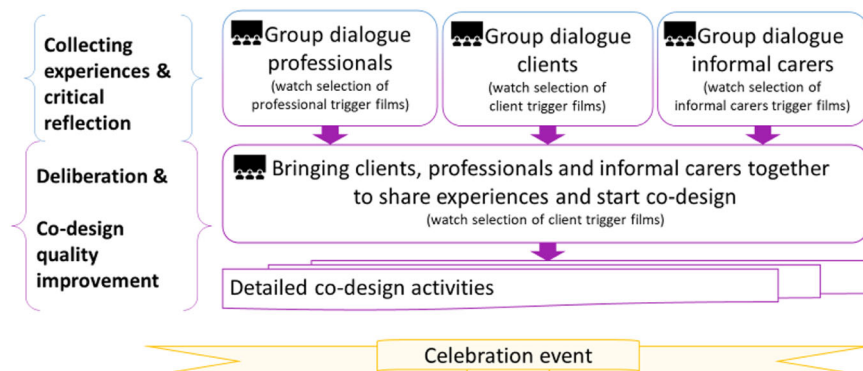 Collecting
experiences &
critical
reflection
Group dialogue
professionals
(watch selection of
professional trigger films)
Group dialogue
clients
(watch selection of
client trigger films)
Group dialogue
informal carers
(watch selection of
informal carers trigger films)
Deliberation &
Co-design
quality
improvement
Bringing clients, professionals and informal carers together
to share experiences and start co-design
(watch selection of client trigger films)
Detailed co-design activities
Celebration event